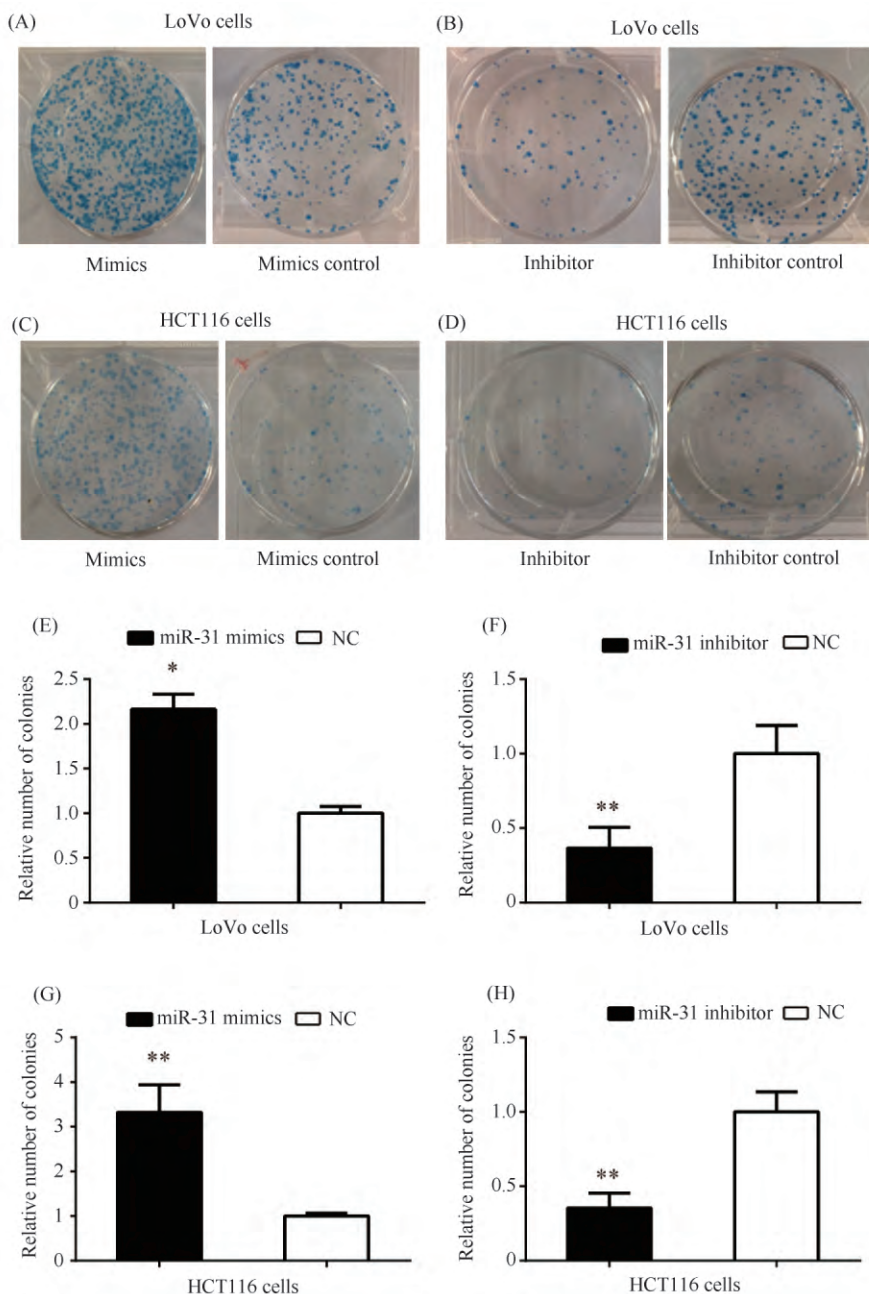 (A) LoVo cells
(B) LoVo cells
Mimics
Mimics control
Inhibitor
Inhibitor control
(C) HCT116 cells
(D) HCT116 cells
Mimics
Mimics control
Inhibitor
Inhibitor control
(E)
miR-31 mimics NC
Relative number of colonies
2.5
2.0
1.5
1.0
0.5
0
*
LoVo cells
(F)
miR-31 inhibitor NC
Relative number of colonies
1.5
1.0
0.5
0
**
LoVo cells
(G)
miR-31 mimics NC
Relative number of colonies
5
4
3
2
1
0
**
HCT116 cells
(H)
miR-31 inhibitor NC
Relative number of colonies
1.5
1.0
0.5
0
**
HCT116 cells